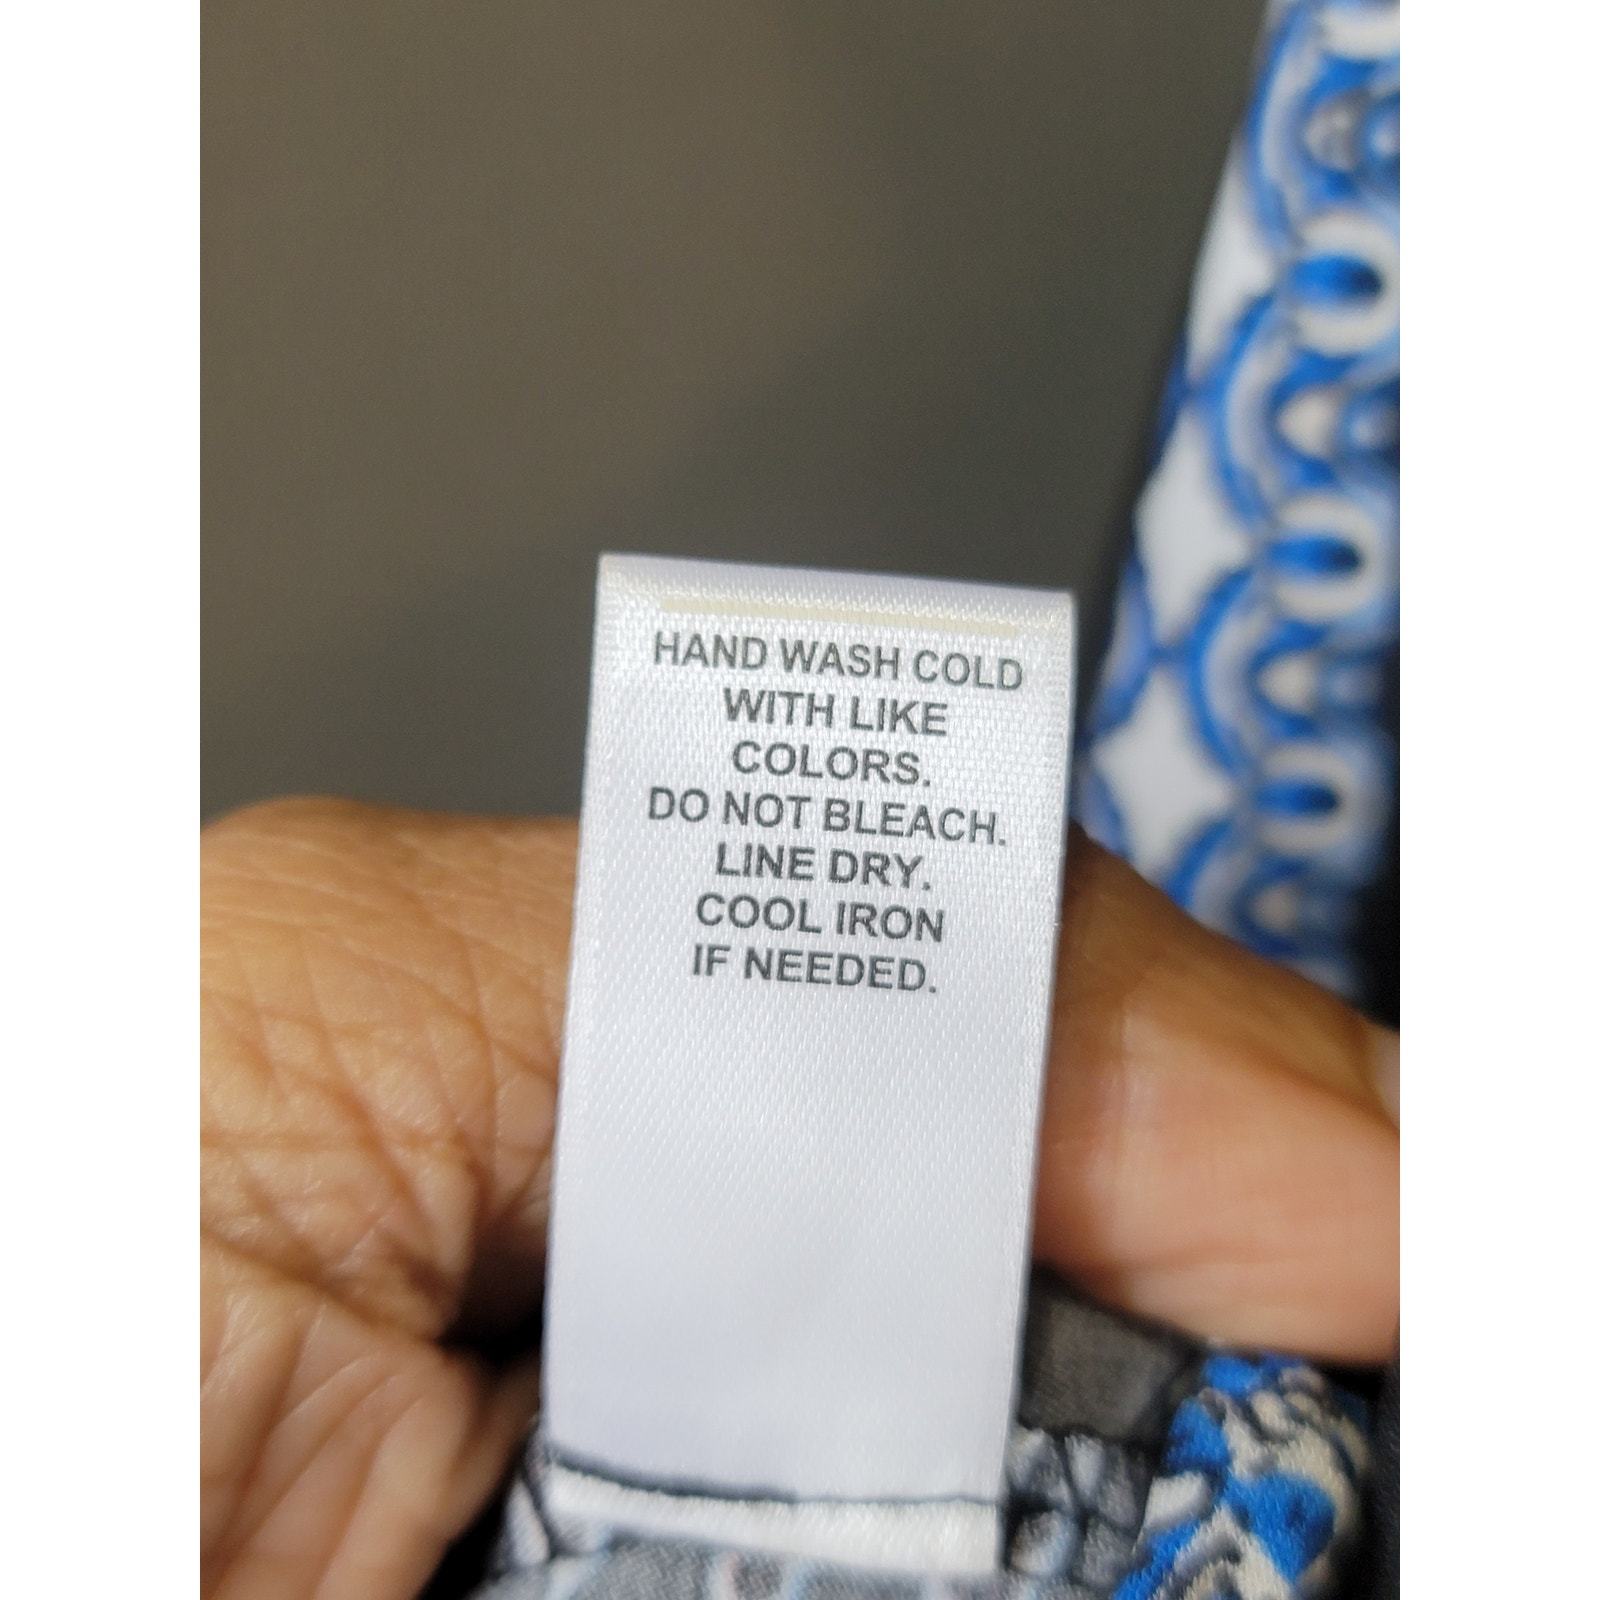 HAND WASH COLD
WITH LIKE
COLORS.
DO NOT BLEACH.
LINE DRY.
COOL IRON
IF NEEDED.